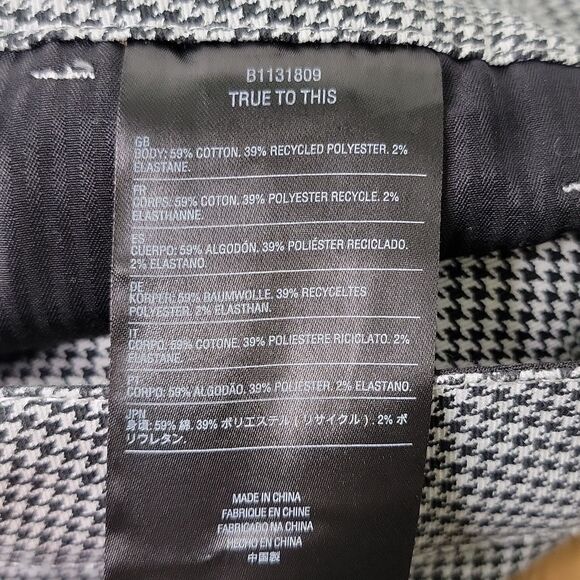 B1131809
TRUE TO THIS
GB
BODY: 59% COTTON. 39% RECYCLED POLYESTER. 2%
ELASTANE.
FR
CORPS: 59% COTON. 39% POLYESTER RECYCLE. 2%
ELASTHANNE.
ES
CUERPO: 59% ALGODÓN. 39% POLIÉSTER RECICLADO.
2% ELASTANO.
DE
KÖRPER: 59% BAUMWOLLE. 39% RECYCELTES
POLYESTER. 2% ELASTHAN.
IT
CORPO. 59% COTONE. 39% POLIESTERE RICICLATO. 2%
ELASTANE.
PT
CORPO: 59% ALGODÃO. 39% POLIESTER. 2% ELASTANO.
JPN
身頃: 59% 綿. 39% ポリエステル ( リサイクル ) . 2% ポ
リウレタン.
MADE IN CHINA
FABRIQUE EN CHINE
FABRICADO NA CHINA
HECHO EN CHINA
中国製